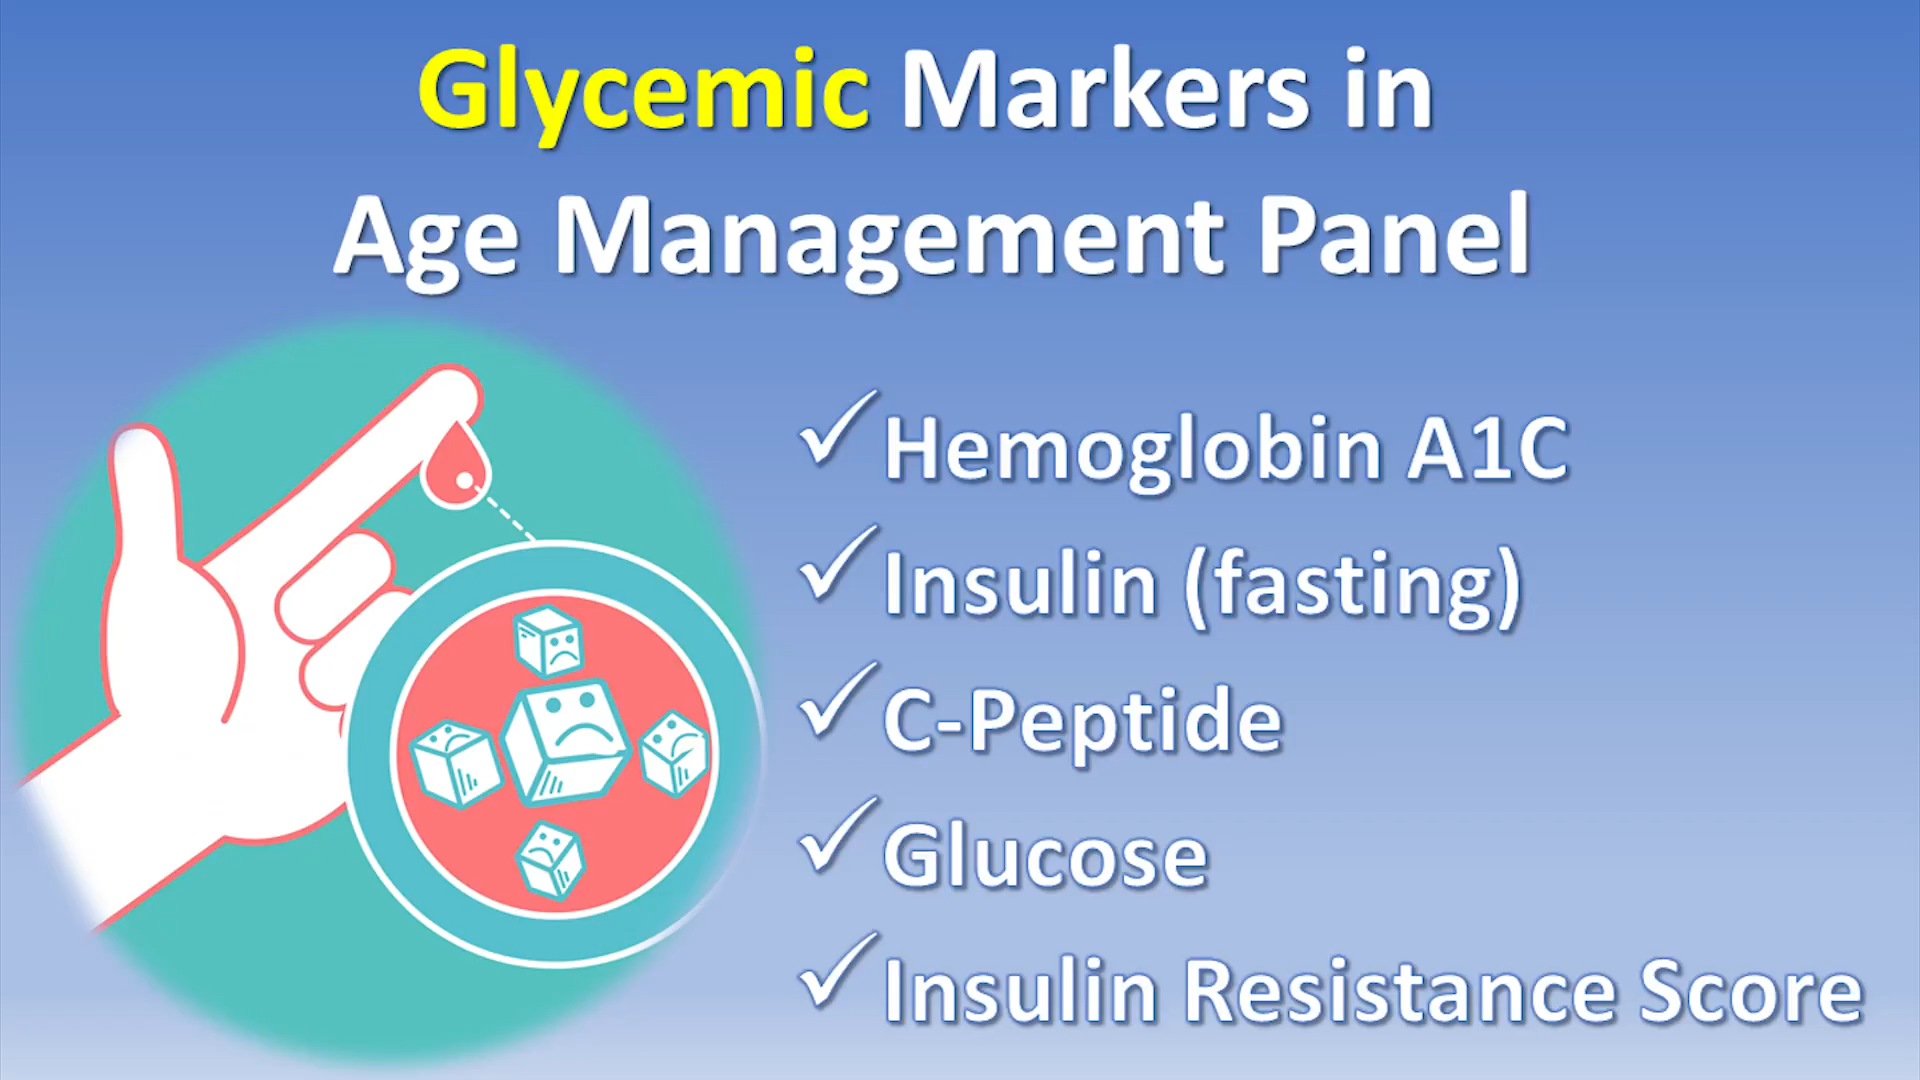 Glycemic Markers in
Age Management Panel
✓Hemoglobin A1C
✓Insulin (fasting)
✓C-Peptide
✓Glucose
✓Insulin Resistance Score